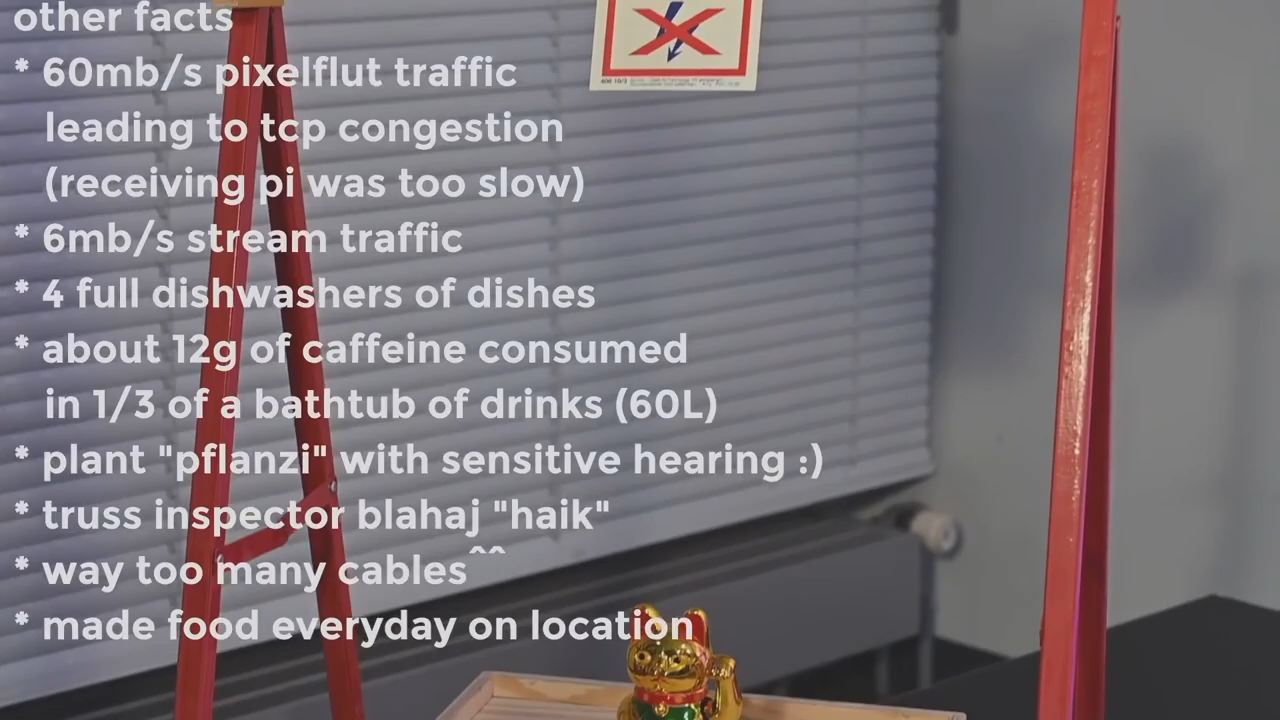 other facts
* 60mb/s pixelflut traffic
leading to tcp congestion
(receiving pi was too slow)
* 6mb/s stream traffic
* 4 full dishwashers of dishes
* about 12g of caffeine consumed
in 1/3 of a bathtub of drinks (60L)
* plant "pflanzi" with sensitive hearing :)
* truss inspector blahaj "haik"
* way too many cables^^
* made food everyday on location